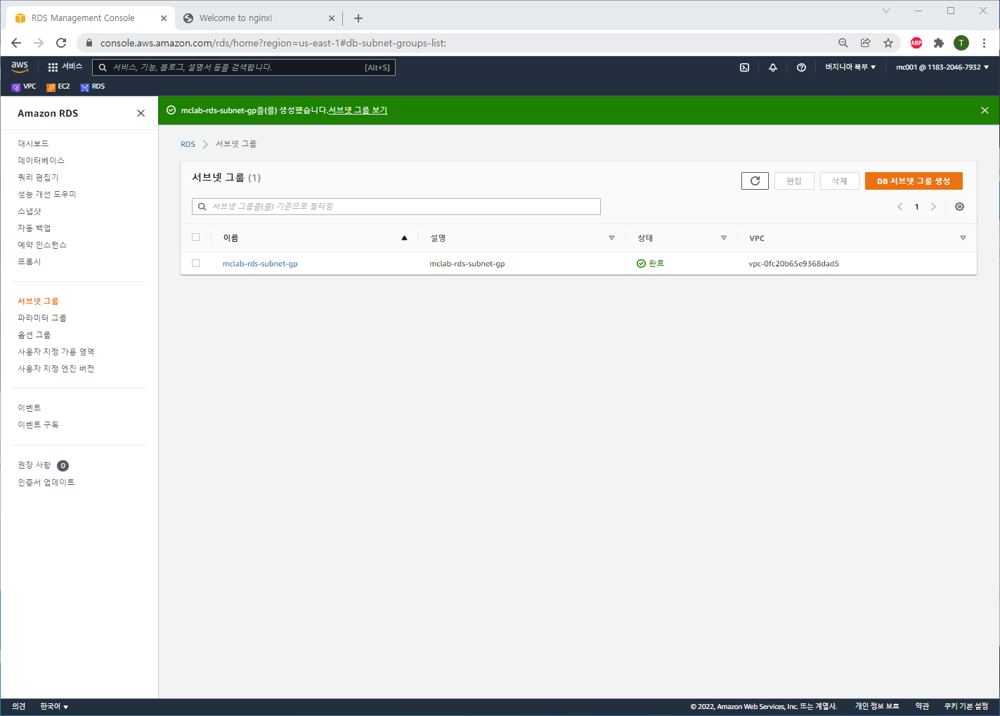 RDS Management Console
Welcome to nginx!
console.aws.amazon.com/rds/home?region=us-east-1#db-subnet-groups-list:
ABP
T
aws
서비스
서비스, 기능, 블로그, 설명서 등을 검색합니다.
[Alt+S]
버지니아 북부
mc001 @ 1183-2046-7932
VPC
EC2
RDS
Amazon RDS
대시보드
데이터베이스
쿼리 편집기
성능 개선 도우미
스냅샷
자동 백업
예약 인스턴스
프록시
서브넷 그룹
파라미터 그룹
옵션 그룹
사용자 지정 가용 영역
사용자 지정 엔진 버전
이벤트
이벤트 구독
권장 사항 0
인증서 업데이트
mclab-rds-subnet-gp을(를) 생성했습니다.서브넷 그룹 보기
RDS 서브넷 그룹
서브넷 그룹 (1)
편집
삭제
DB 서브넷 그룹 생성
서브넷 그룹을(를) 기준으로 필터링
1
이름 설명 상태 VPC
mclab-rds-subnet-gp mclab-rds-subnet-gp 완료 vpc-0fc20b65e9368dad5
의견 한국어
© 2022, Amazon Web Services, Inc. 또는 계열사. 개인 정보 보호 약관 쿠키 기본 설정